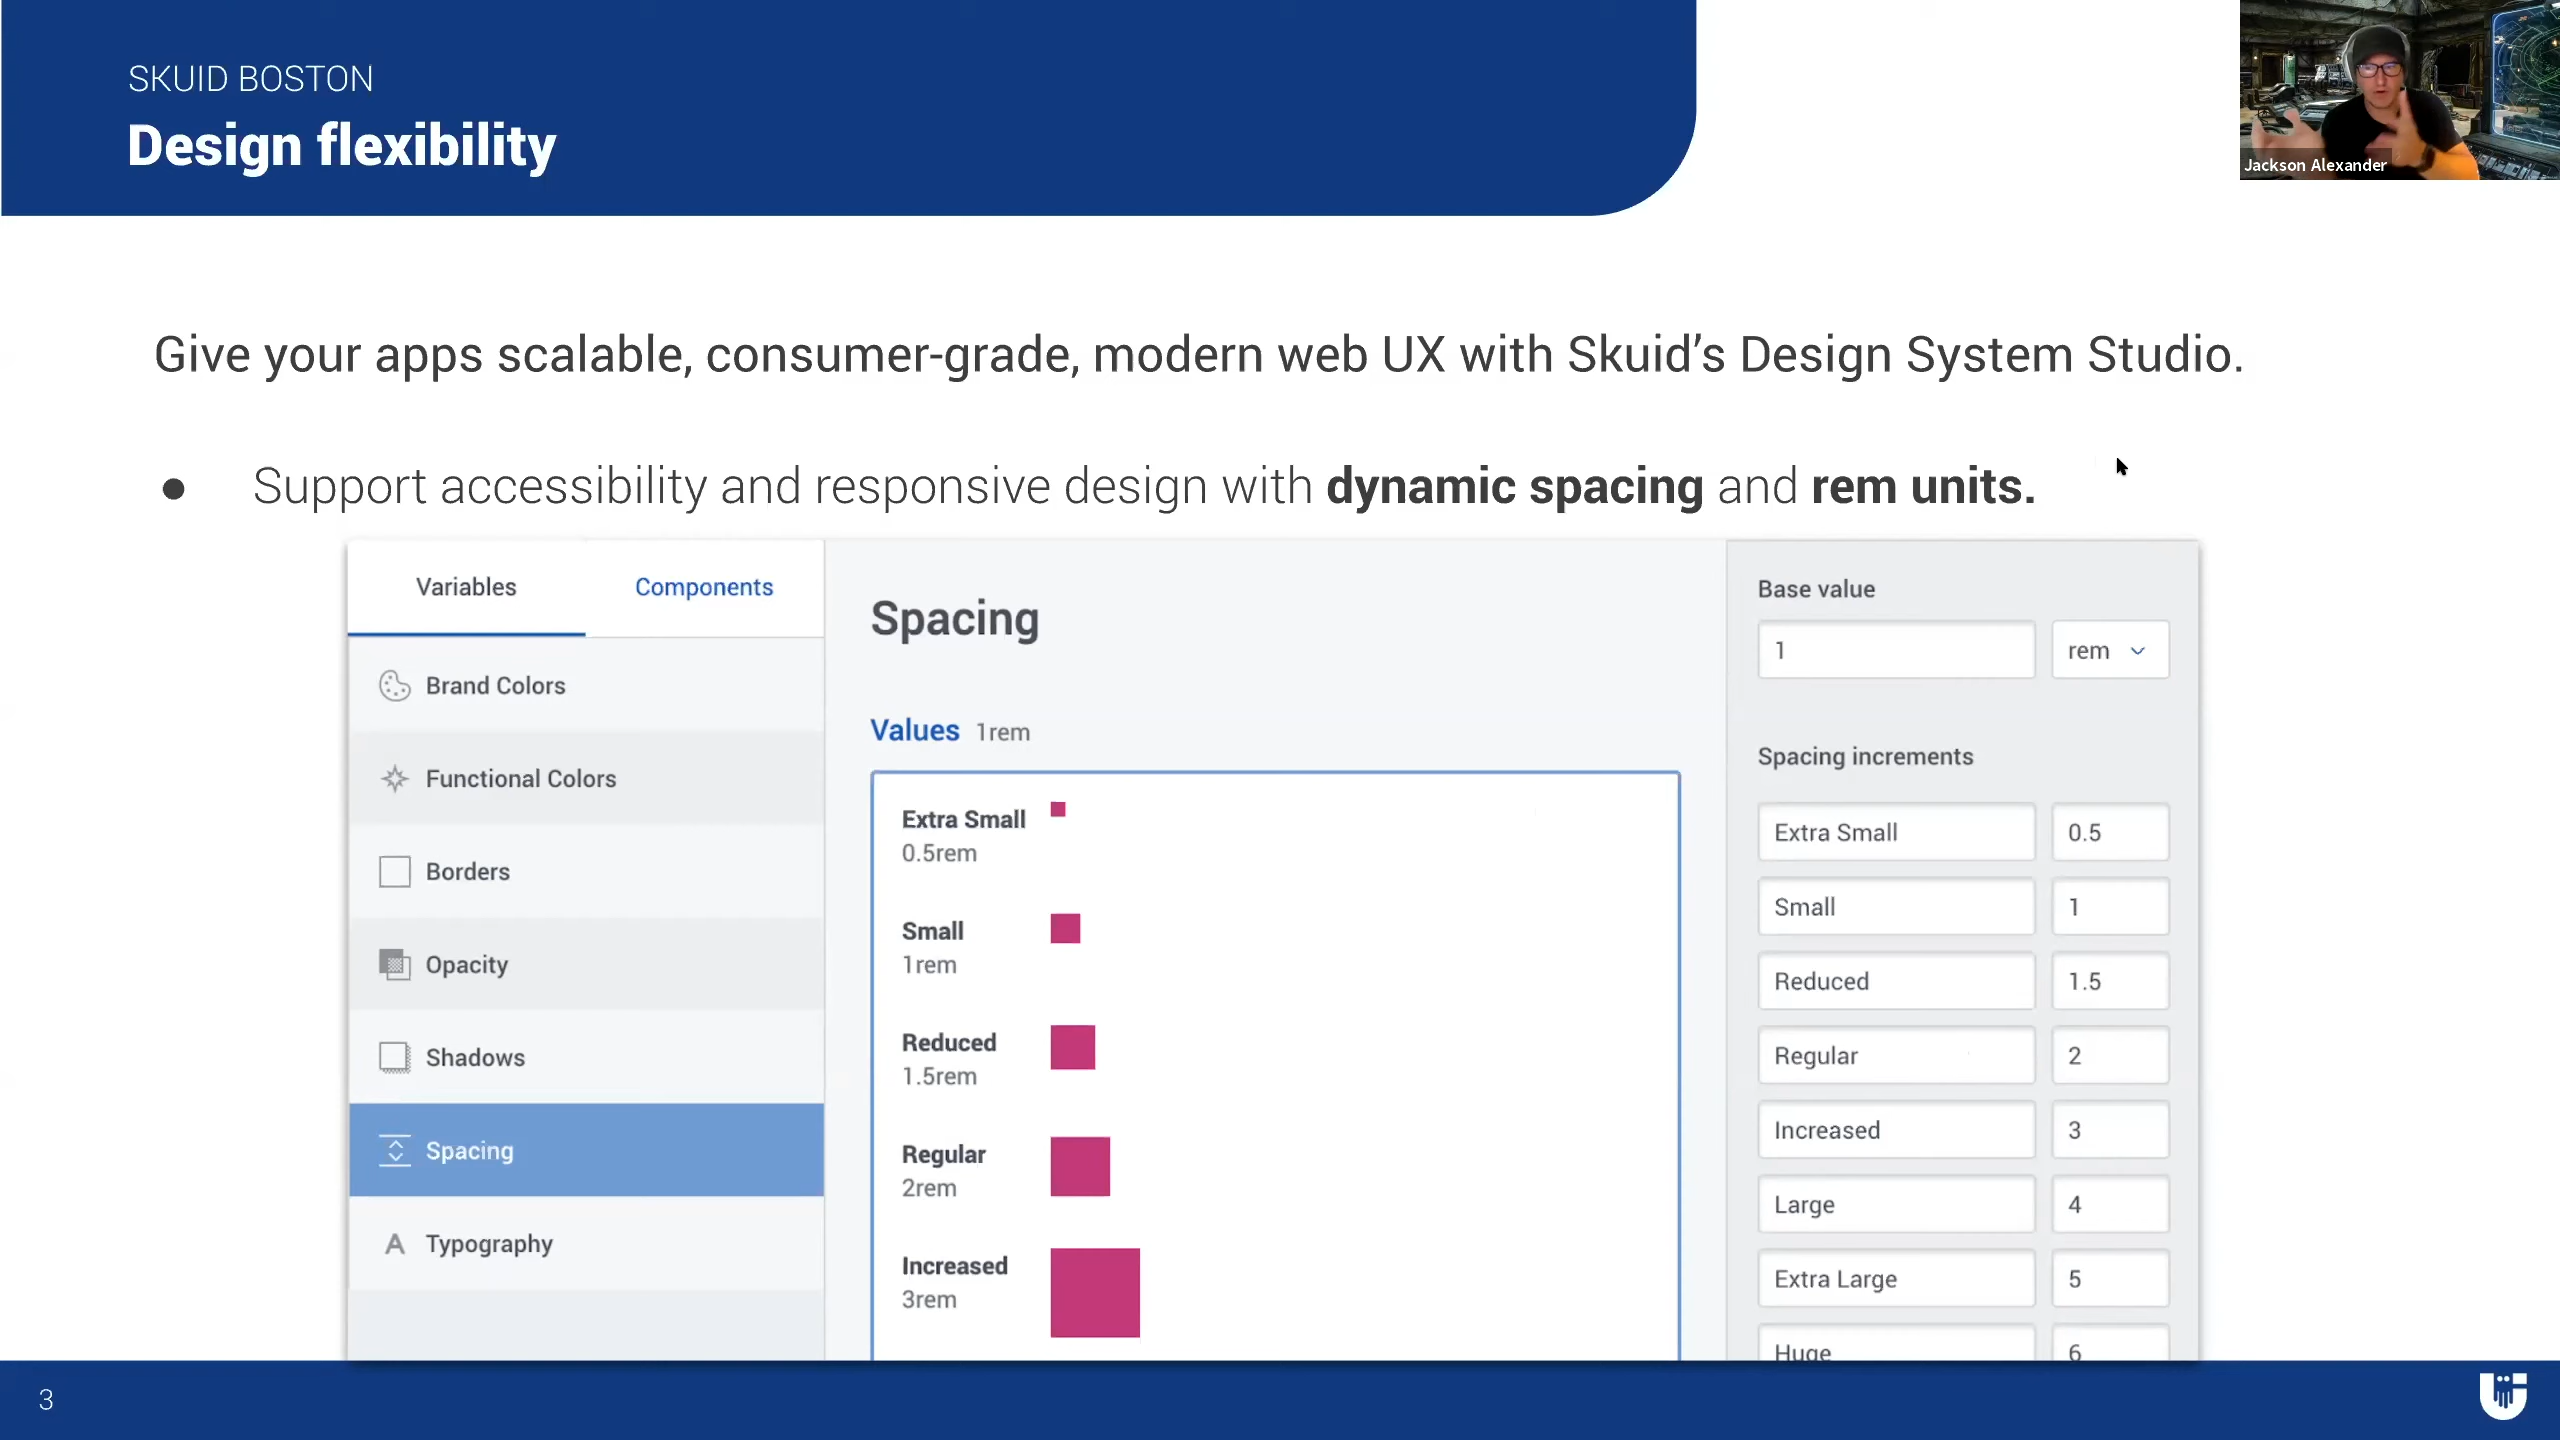 SKUID BOSTON
Design flexibility
Jackson Alexander
Give your apps scalable, consumer-grade, modern web UX with Skuid’s Design System Studio.
● Support accessibility and responsive design with dynamic spacing and rem units.
Variables
Components
Brand Colors
Functional Colors
Borders
Opacity
Shadows
Spacing
Typography
Spacing
Values 1rem
Extra Small
0.5rem
Small
1rem
Reduced
1.5rem
Regular
2rem
Increased
3rem
Base value
1 rem
Spacing increments
Extra Small 0.5
Small 1
Reduced 1.5
Regular 2
Increased 3
Large 4
Extra Large 5
Huge 6
3